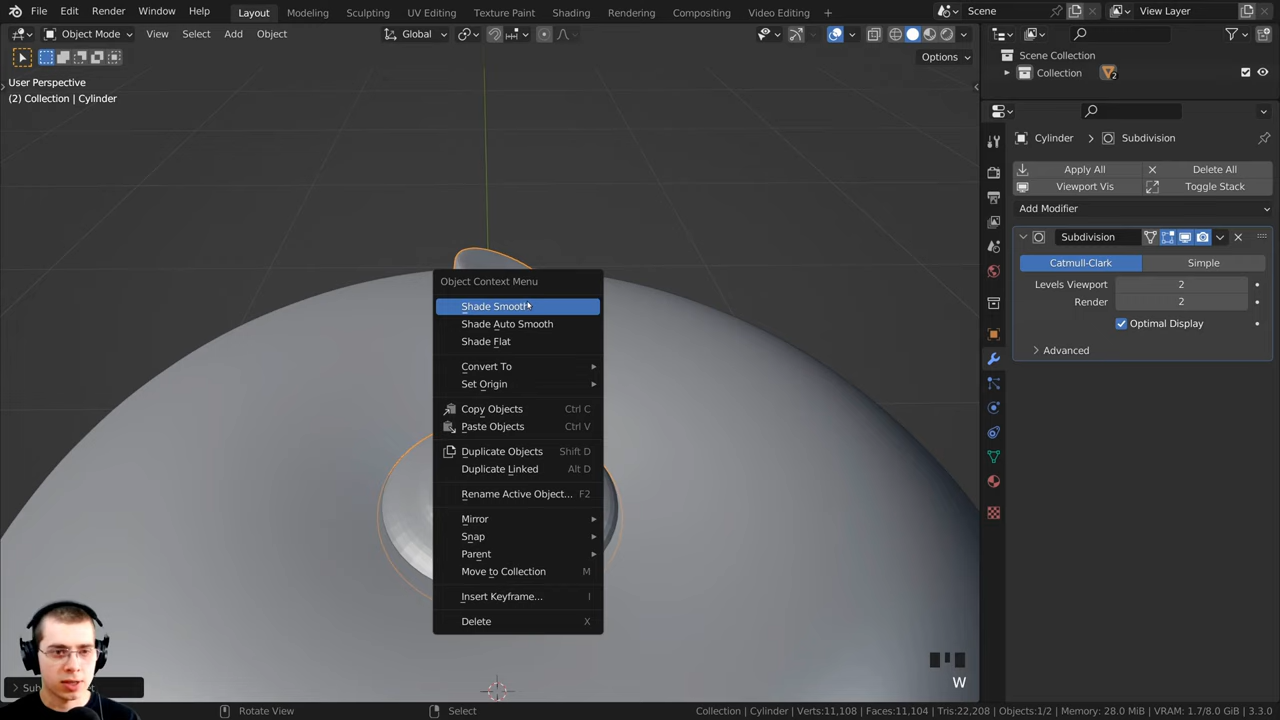 File Edit Render Window Help Layout Modeling Sculpting UV Editing Texture Paint Shading Rendering Compositing Video Editing + Scene View Layer
Object Mode View Select Add Object Global
Options
User Perspective
(2) Collection | Cylinder
Scene Collection
Collection 2
Cylinder Subdivision
Apply All Delete All
Viewport Vis Toggle Stack
Add Modifier
Subdivision
Catmull-Clark Simple
Levels Viewport 2
Render 2
Optimal Display
Advanced
Object Context Menu
Shade Smooth
Shade Auto Smooth
Shade Flat
Convert To
Set Origin
Copy Objects Ctrl C
Paste Objects Ctrl V
Duplicate Objects Shift D
Duplicate Linked Alt D
Rename Active Object... F2
Mirror
Snap
Parent
Move to Collection M
Insert Keyframe... I
Delete X
W
Rotate View Select Collection | Cylinder | Verts:11,108 | Faces:11,104 | Tris:22,208 | Objects:1/2 | Memory: 28.0 MiB | VRAM: 1.7/8.0 GiB | 3.3.0